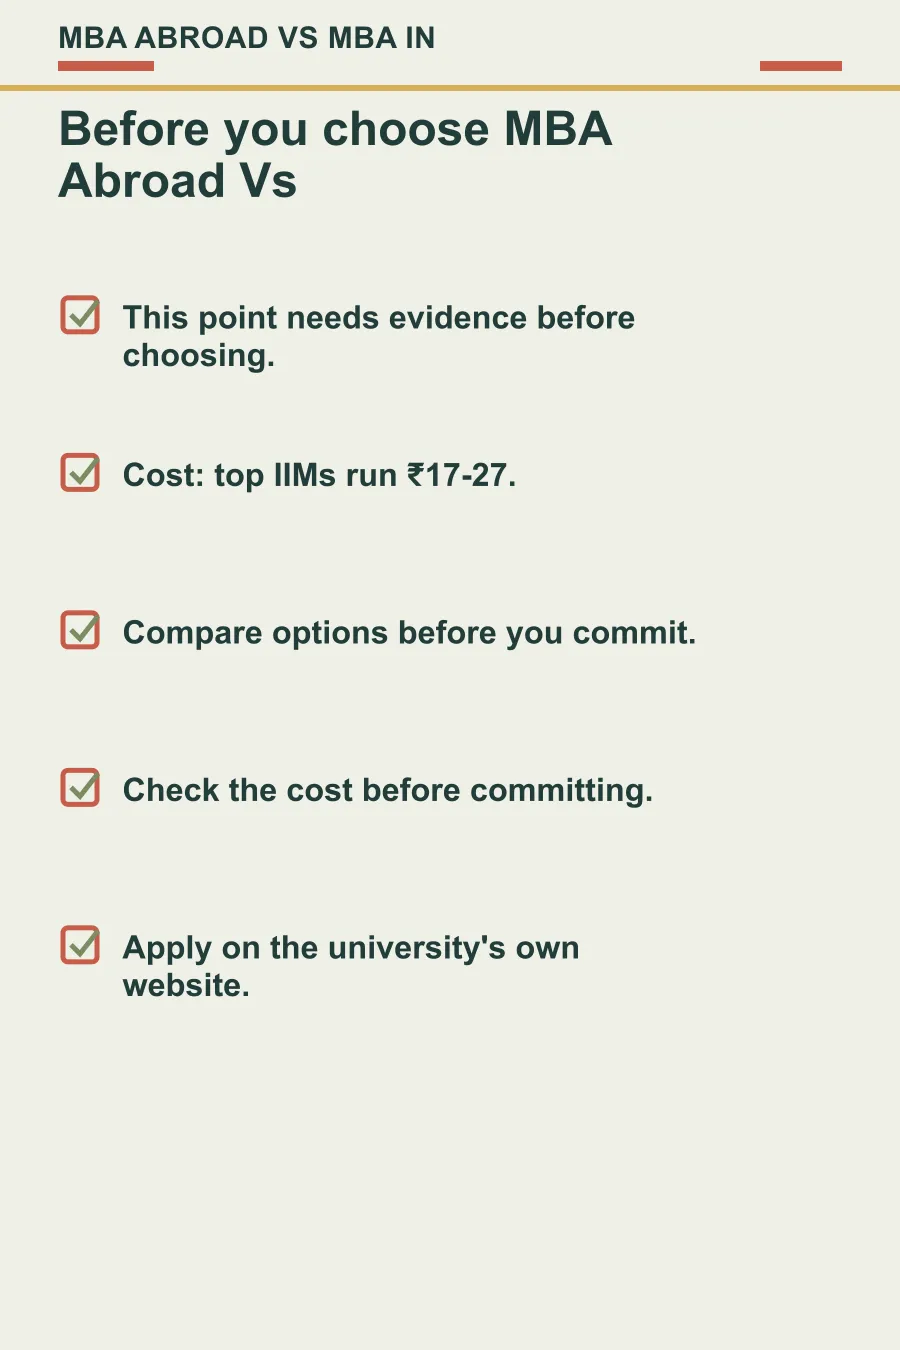 MBA ABROAD VS MBA IN
Before you choose MBA
Abroad Vs
This point needs evidence before
choosing.
Cost: top IIMs run ₹17-27.
Compare options before you commit.
Check the cost before committing.
Apply on the university's own
website.